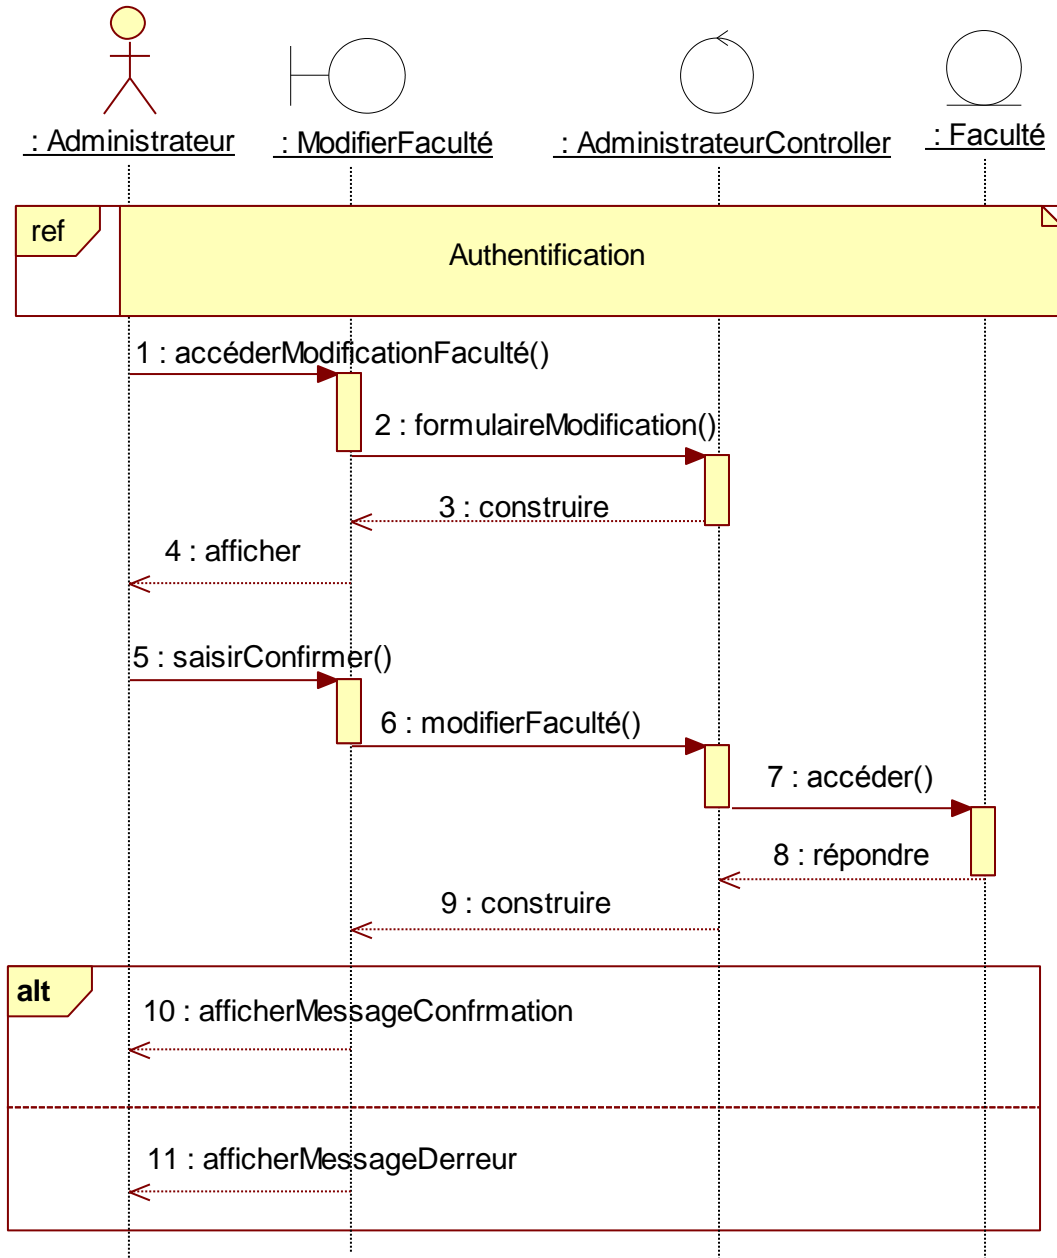 : Administrateur
: ModifierFaculté
: AdministrateurController
: Faculté
ref
Authentification
1 : accéderModificationFaculté()
2 : formulaireModification()
3 : construire
4 : afficher
5 : saisirConfirmer()
6 : modifierFaculté()
7 : accéder()
8 : répondre
9 : construire
alt
10 : afficherMessageConfrmation
11 : afficherMessageDerreur